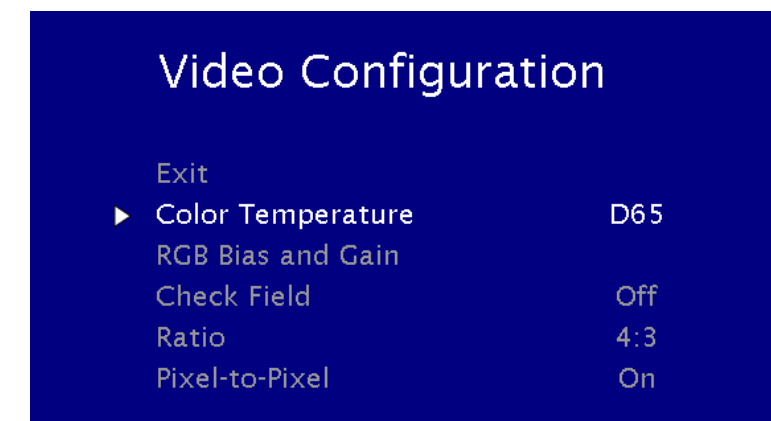 Video Configuration
Exit
Color Temperature D65
RGB Bias and Gain
Check Field Off
Ratio 4:3
Pixel-to-Pixel On